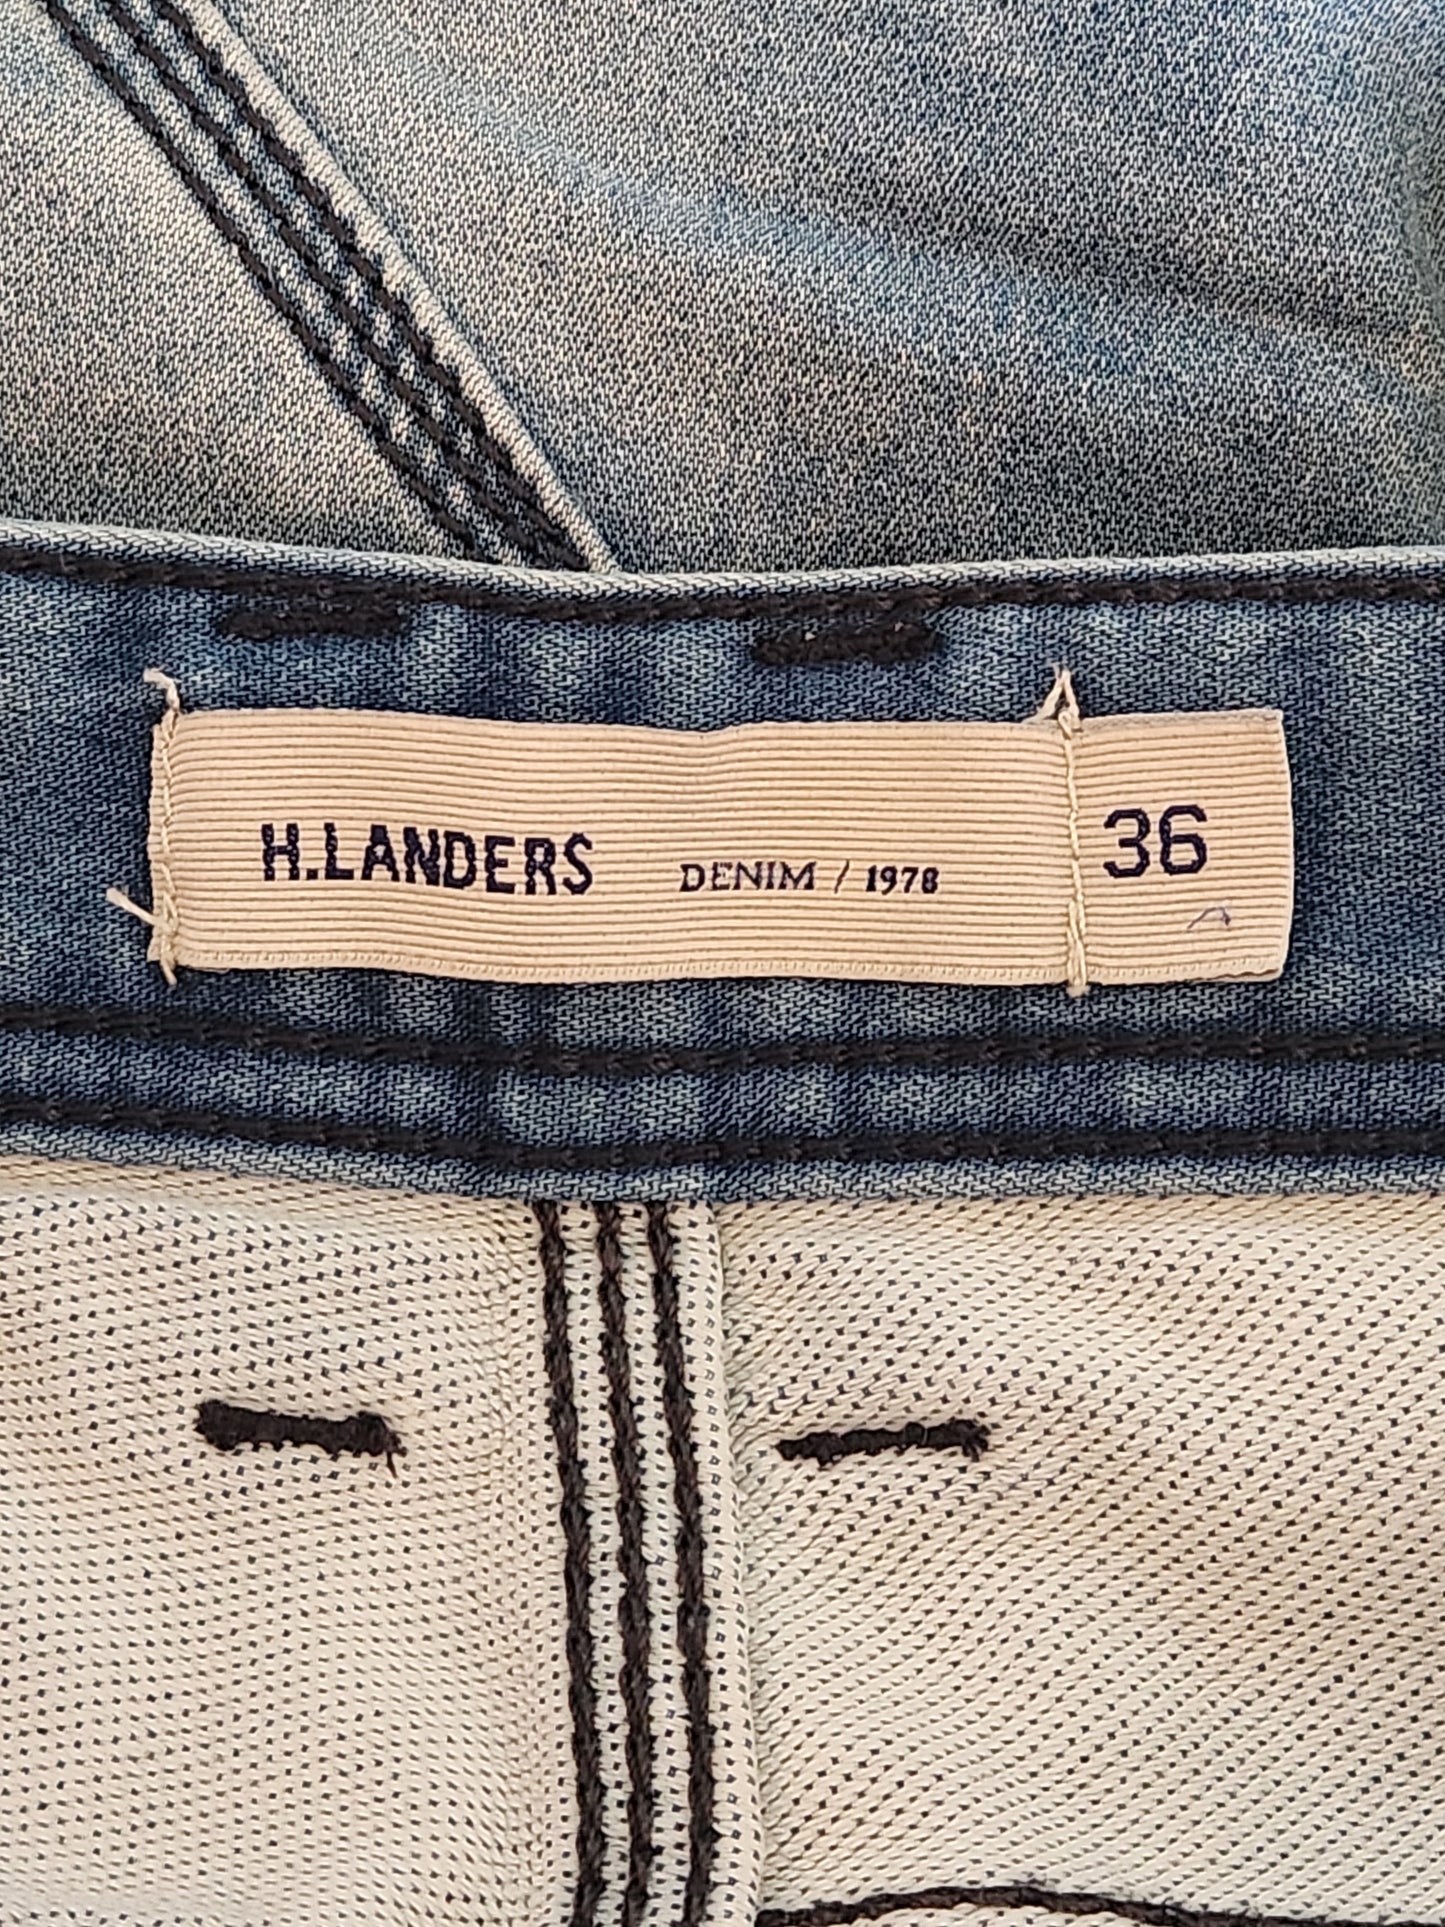 H.LANDERS DENIM / 1978 36